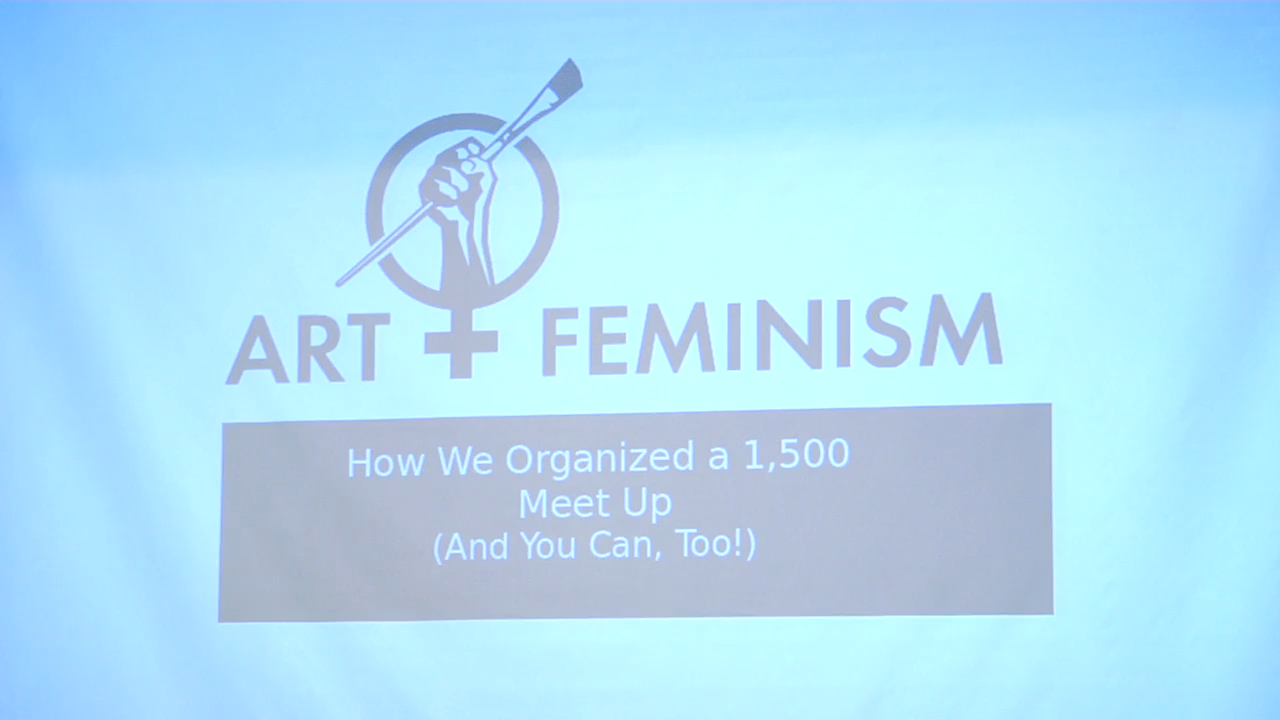 ART + FEMINISM
How We Organized a 1,500
Meet Up
(And You Can, Too!)